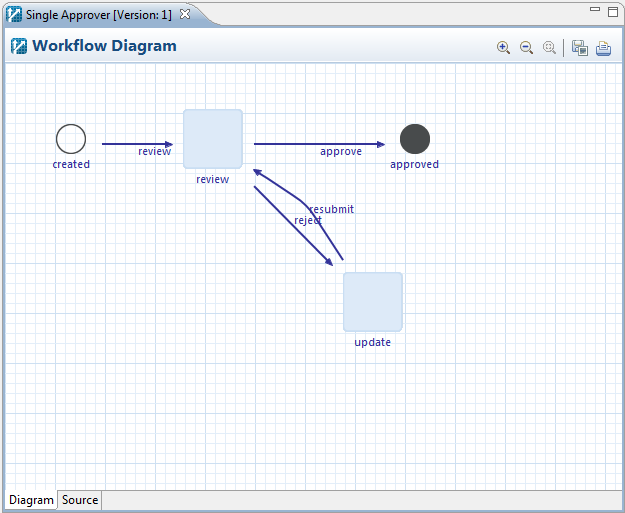 Single Approver [Version: 1]
Workflow Diagram
created
review
review
approve
approved
resubmit
reject
update
Diagram
Source